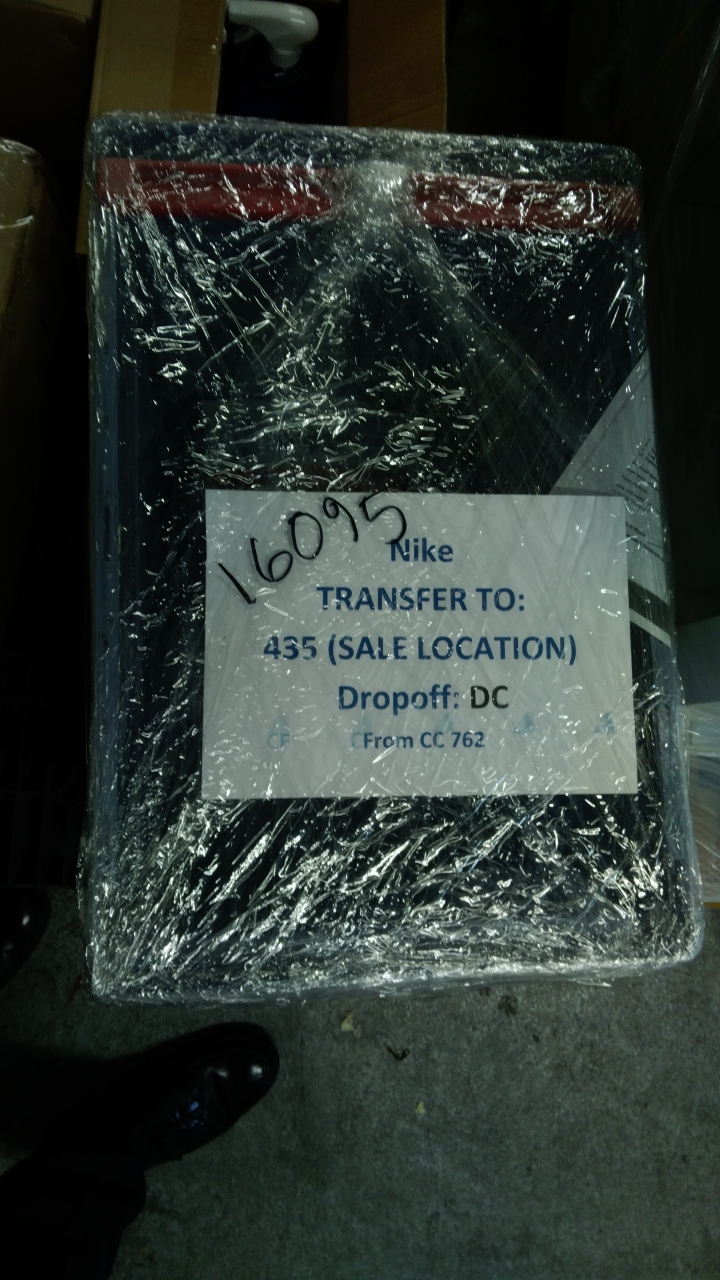 16095
Nike
TRANSFER TO:
435 (SALE LOCATION)
Dropoff: DC
From CC 762